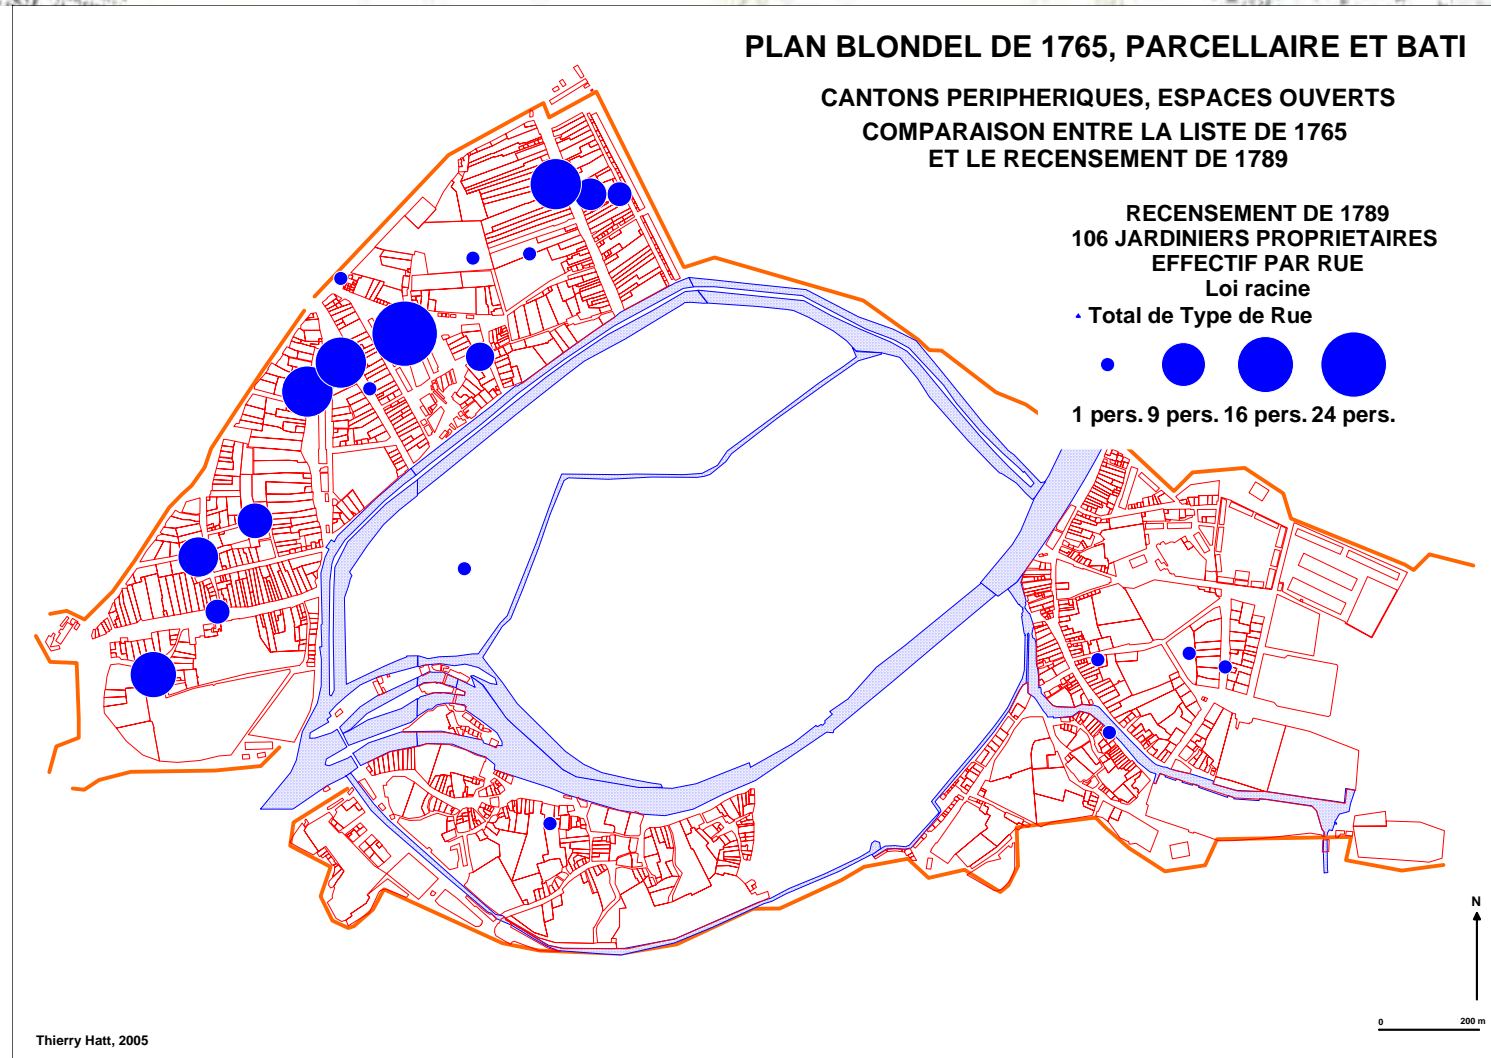 PLAN BLONDEL DE 1765, PARCELLAIRE ET BATI
CANTONS PERIPHERIQUES, ESPACES OUVERTS
COMPARAISON ENTRE LA LISTE DE 1765
ET LE RECENSEMENT DE 1789
RECENSEMENT DE 1789
106 JARDINIERS PROPRIETAIRES
EFFECTIF PAR RUE
Loi racine
Total de Type de Rue
1 pers. 9 pers. 16 pers. 24 pers.
N
0 200 m
Thierry Hatt, 2005